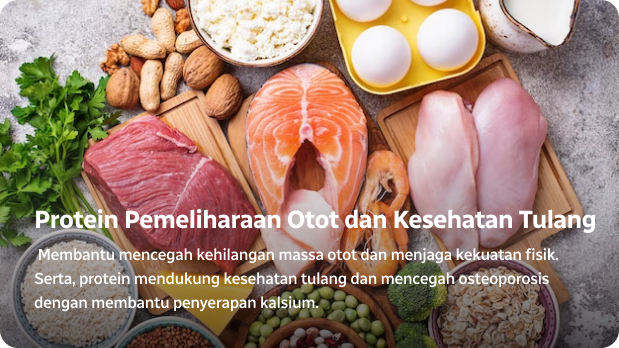 Protein Pemeliharaan Otot dan Kesehatan Tulang
Membantu mencegah kehilangan massa otot dan menjaga kekuatan fisik.
Serta, protein mendukung kesehatan tulang dan mencegah osteoporosis
dengan membantu penyerapan kalsium.